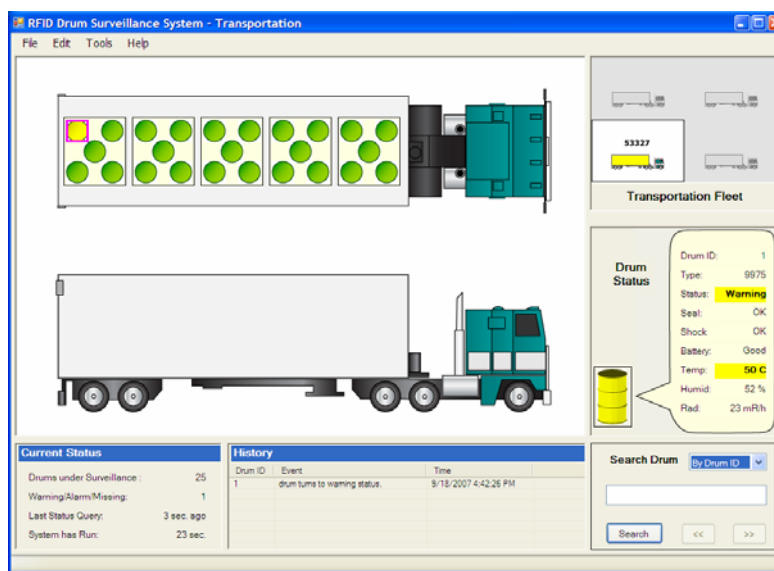 RFID Drum Surveillance System - Transportation
File Edit Tools Help
53327
Transportation Fleet
Drum Status
Drum ID: 1
Type: 9975
Status: Warning
Seal: OK
Shock OK
Battery: Good
Temp: 50 C
Humid: 52 %
Rad: 23 mR/h
Current Status
Drums under Surveillance : 25
Warning/Alarm/Missing: 1
Last Status Query: 3 sec. ago
System has Run: 23 sec.
History
Drum ID Event Time
1 drum turns to warning status. 9/18/2007 4:42:26 PM
Search Drum By Drum ID
Search << >>